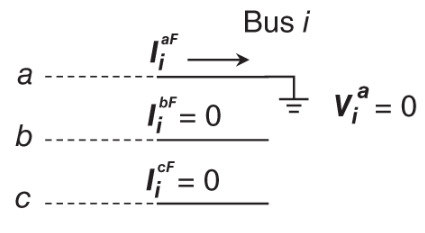 Bus i
I_i^{aF}
a
V_i^a = 0
I_i^{bF} = 0
b
I_i^{cF} = 0
c